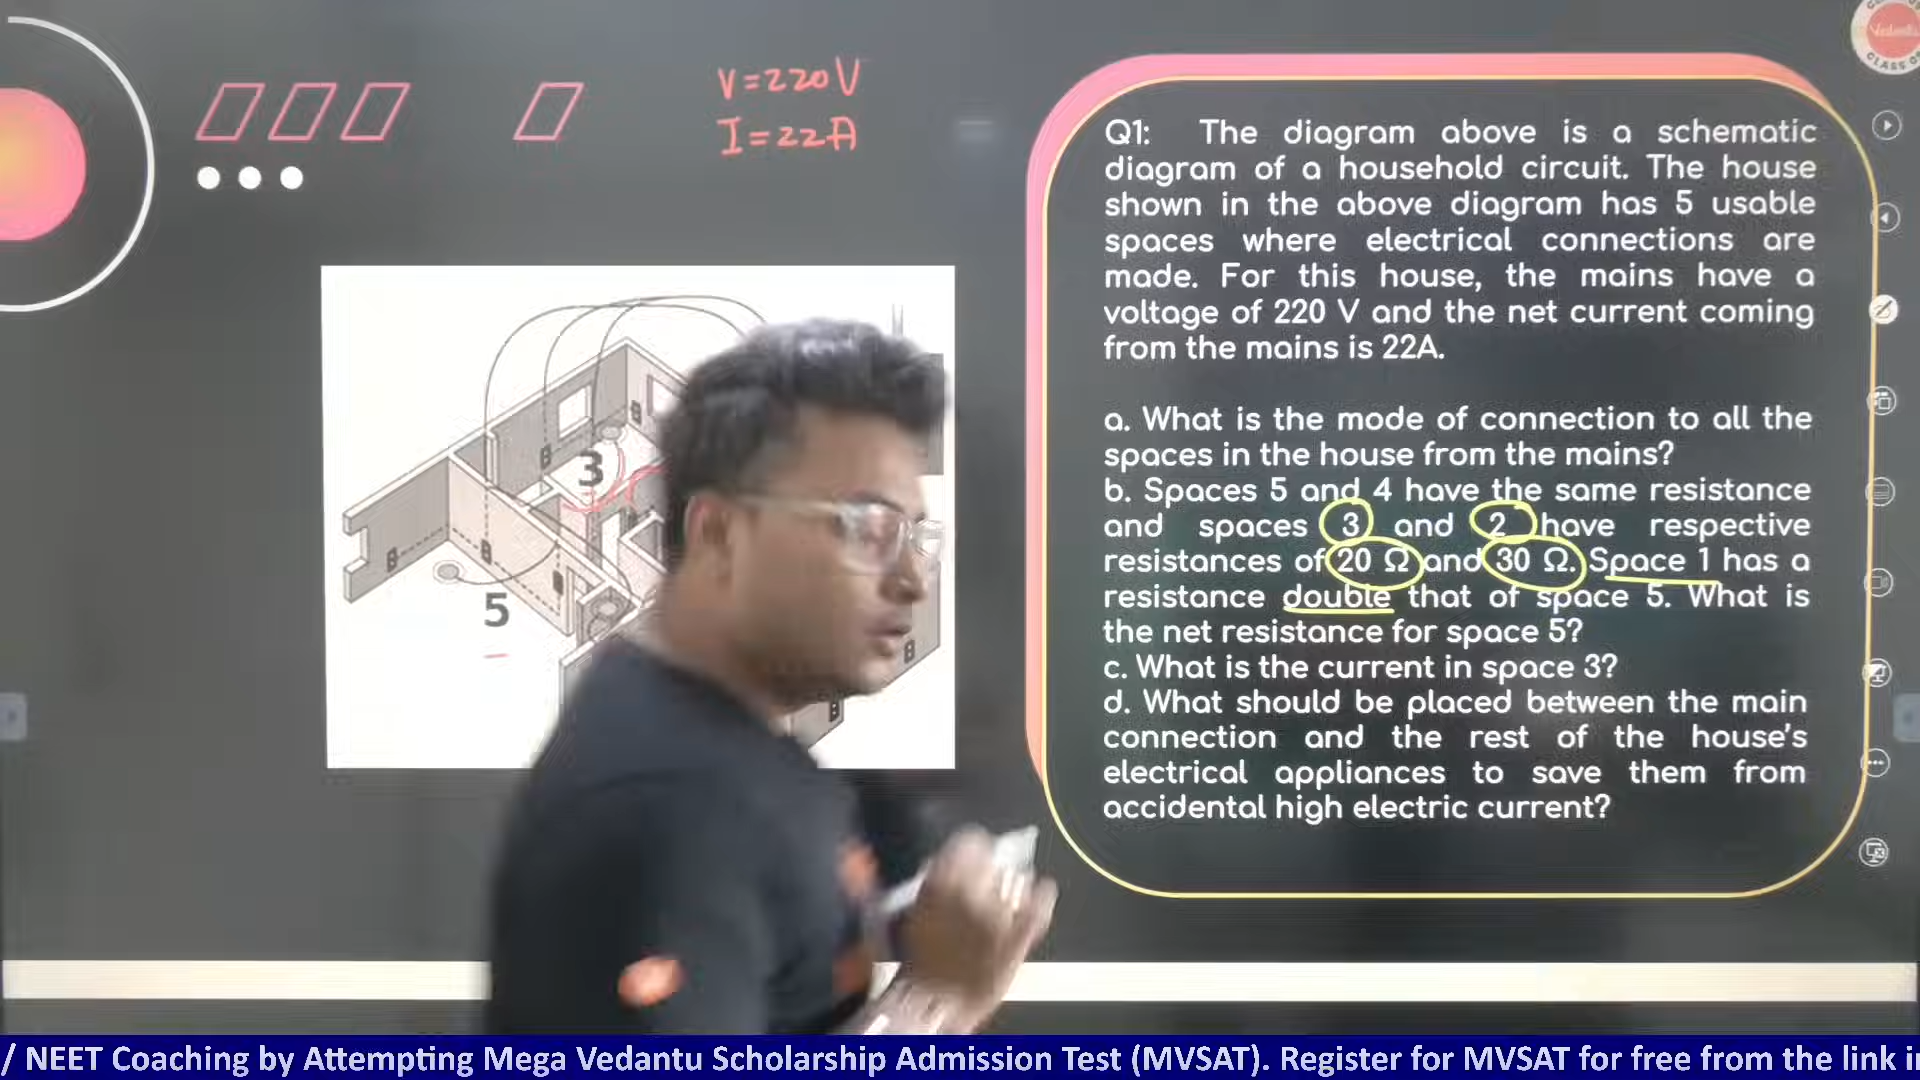 V=220V
I=22A
Vedantu
CLASS
Q1: The diagram above is a schematic
diagram of a household circuit. The house
shown in the above diagram has 5 usable
spaces where electrical connections are
made. For this house, the mains have a
voltage of 220 V and the net current coming
from the mains is 22A.
a. What is the mode of connection to all the
spaces in the house from the mains?
b. Spaces 5 and 4 have the same resistance
and spaces 3 and 2 have respective
resistances of 20 Ω and 30 Ω. Space 1 has a
resistance double that of space 5. What is
the net resistance for space 5?
c. What is the current in space 3?
d. What should be placed between the main
connection and the rest of the house's
electrical appliances to save them from
accidental high electric current?
3
5
/ NEET Coaching by Attempting Mega Vedantu Scholarship Admission Test (MVSAT). Register for MVSAT for free from the link in